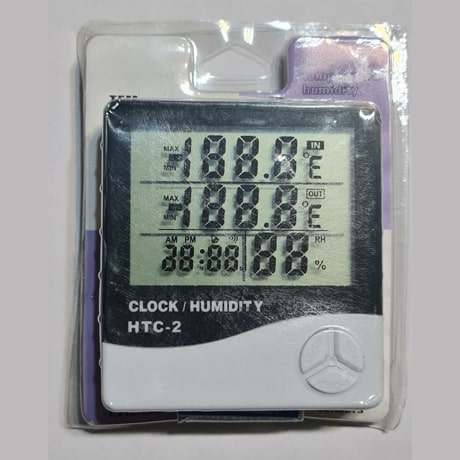 humidity
MAX
MIN
188.8°E
IN
MAX
MIN
188.8°E
OUT
AM PM
38:88
88
RH
%
CLOCK / HUMIDITY
HTC-2